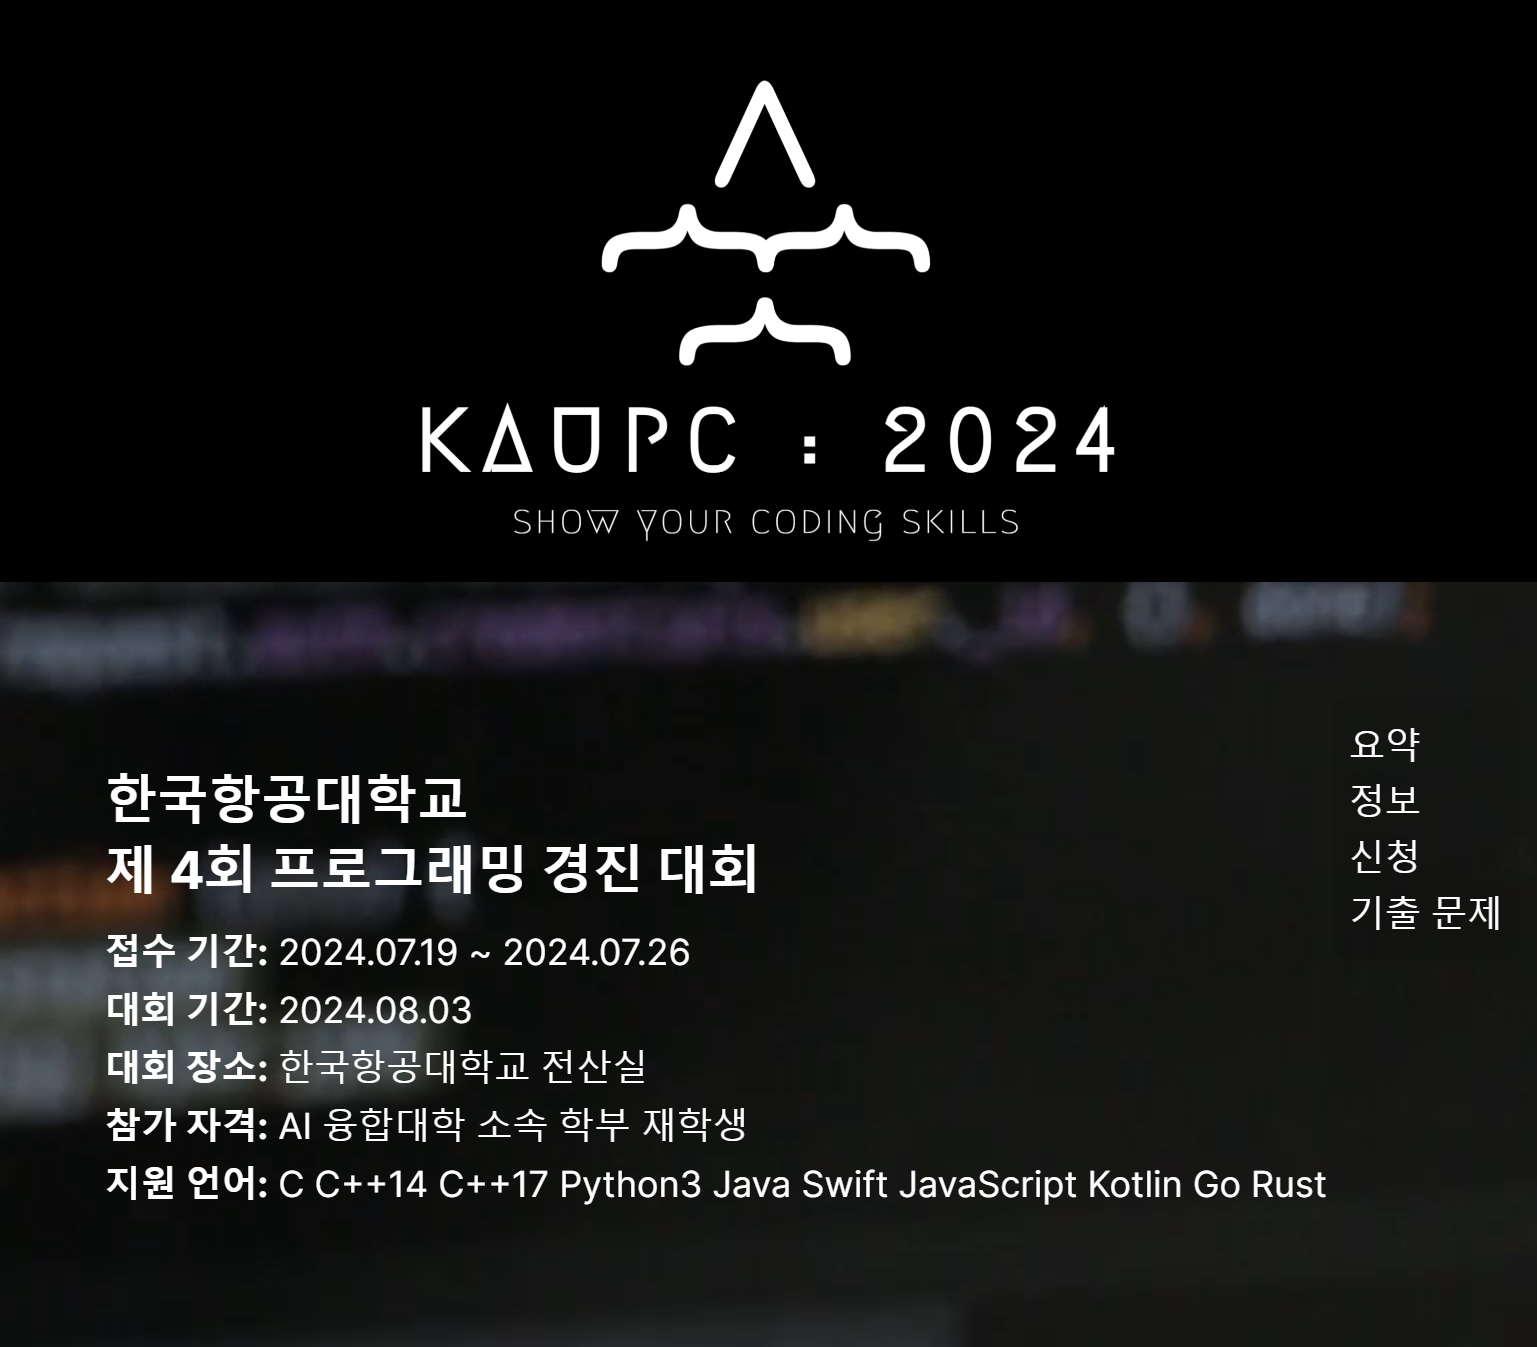 KAUPC : 2024
SHOW YOUR CODING SKILLS
요약
정보
신청
기출 문제
한국항공대학교
제 4회 프로그래밍 경진 대회
접수 기간: 2024.07.19 ~ 2024.07.26
대회 기간: 2024.08.03
대회 장소: 한국항공대학교 전산실
참가 자격: AI 융합대학 소속 학부 재학생
지원 언어: C C++14 C++17 Python3 Java Swift JavaScript Kotlin Go Rust